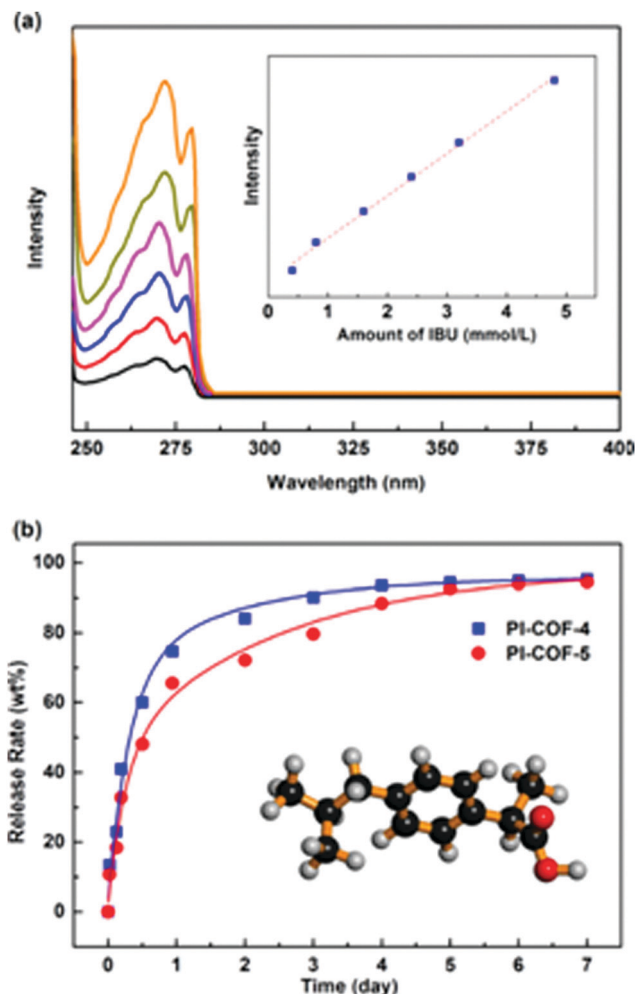 (a)
Intensity
Intensity
0 1 2 3 4 5
Amount of IBU (mmol/L)
250 275 300 325 350 375 400
Wavelength (nm)
(b)
100
80
60
40
20
0
Release Rate (wt%)
PI-COF-4
PI-COF-5
0 1 2 3 4 5 6 7
Time (day)